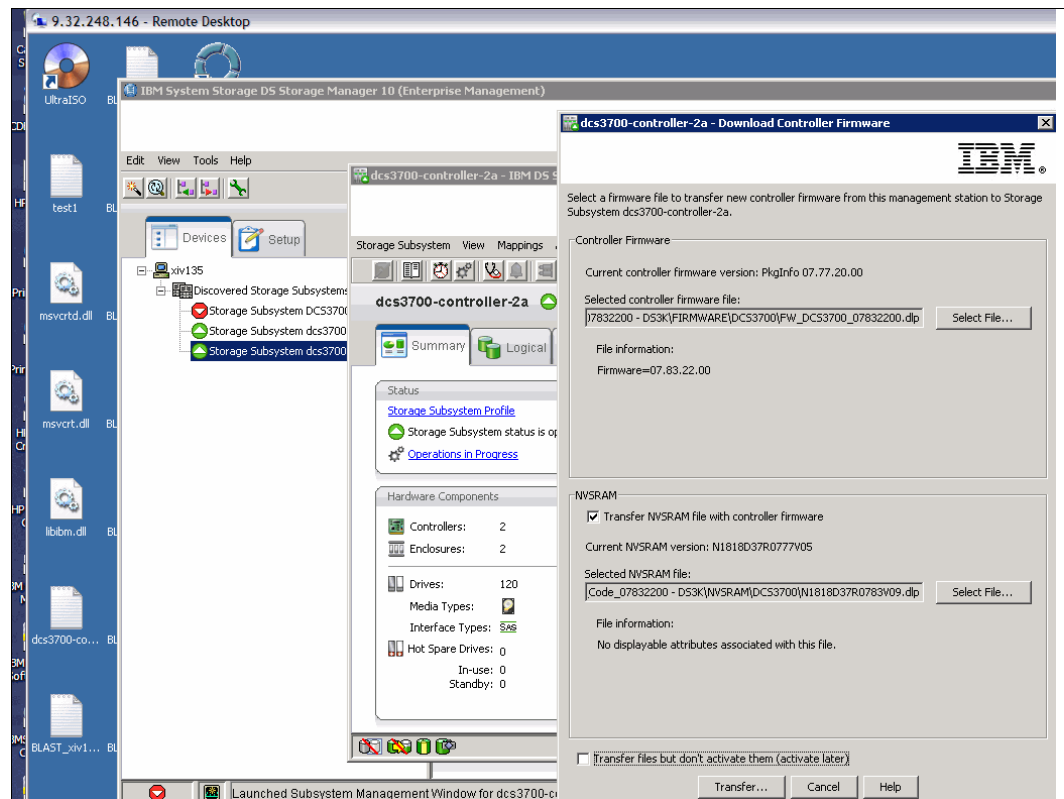 9.32.248.146 - Remote Desktop
UltraISO
IBM System Storage DS Storage Manager 10 (Enterprise Management)
Edit View Tools Help
Devices
Setup
xiv135
Discovered Storage Subsystems
Storage Subsystem DCS3700
Storage Subsystem dcs3700
Storage Subsystem dcs3700
test1
msvcrtd.dll
msvcrt.dll
libibm.dll
dcs3700-co...
BLAST_xiv1...
Launched Subsystem Management Window for dcs3700-c
dcs3700-controller-2a - IBM DS S
Storage Subsystem View Mappings
dcs3700-controller-2a
Summary
Logical
Status
Storage Subsystem Profile
Storage Subsystem status is op
Operations in Progress
Hardware Components
Controllers: 2
Enclosures: 2
Drives: 120
Media Types:
Interface Types: SAS
Hot Spare Drives: 0
In-use: 0
Standby: 0
dcs3700-controller-2a - Download Controller Firmware
IBM
Select a firmware file to transfer new controller firmware from this management station to Storage
Subsystem dcs3700-controller-2a.
Controller Firmware
Current controller firmware version: PkgInfo 07.77.20.00
Selected controller firmware file:
07832200 - DS3K\FIRMWARE\DCS3700\FW_DCS3700_07832200.dlp
Select File...
File information:
Firmware=07.83.22.00
NVSRAM
Transfer NVSRAM file with controller firmware
Current NVSRAM version: N1818D37R0777V05
Selected NVSRAM file:
Code_07832200 - DS3K\NVSRAM\DCS3700\N1818D37R0783V09.dlp
Select File...
File information:
No displayable attributes associated with this file.
Transfer files but don't activate them (activate later)
Transfer...
Cancel
Help